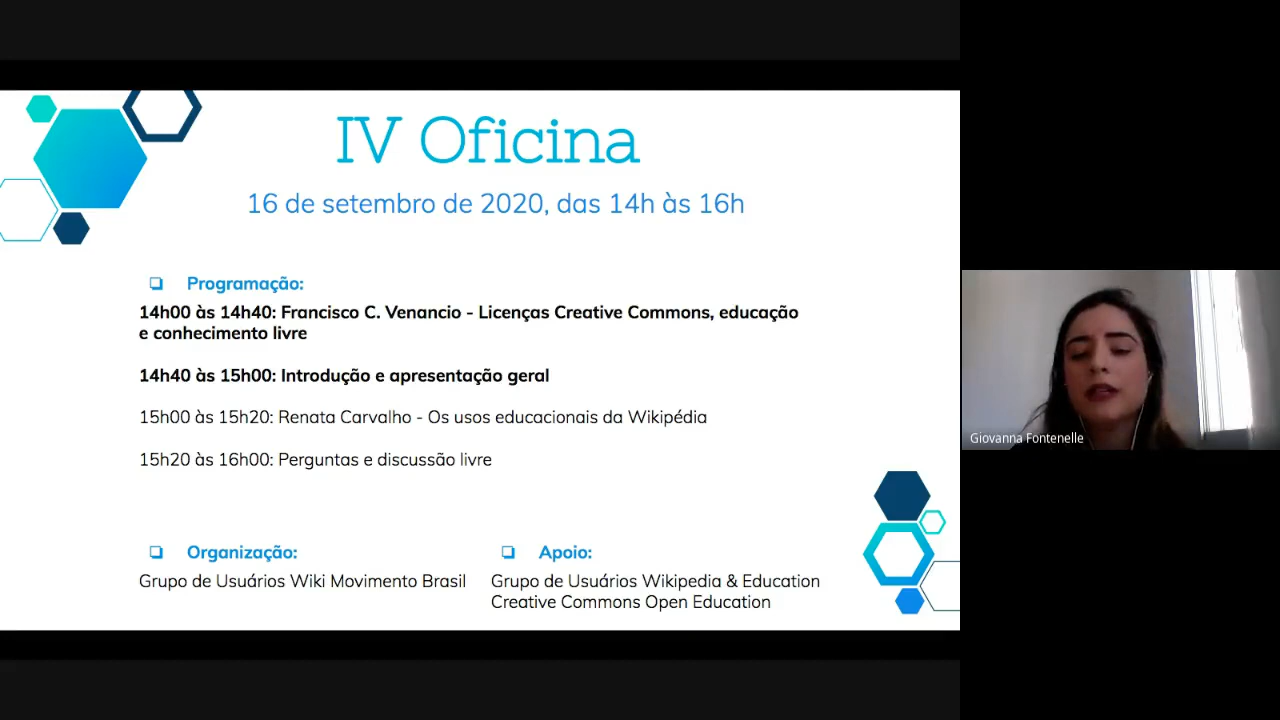 IV Oficina
16 de setembro de 2020, das 14h às 16h
❏ Programação:
14h00 às 14h40: Francisco C. Venancio - Licenças Creative Commons, educação
e conhecimento livre
14h40 às 15h00: Introdução e apresentação geral
15h00 às 15h20: Renata Carvalho - Os usos educacionais da Wikipédia
15h20 às 16h00: Perguntas e discussão livre
❏ Organização:
Grupo de Usuários Wiki Movimento Brasil
❏ Apoio:
Grupo de Usuários Wikipedia & Education
Creative Commons Open Education
Giovanna Fontenelle